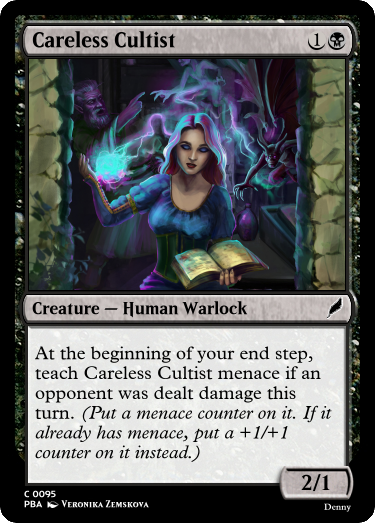 Careless Cultist 1
Creature — Human Warlock
At the beginning of your end step,
teach Careless Cultist menace if an
opponent was dealt damage this
turn. (Put a menace counter on it. If it
already has menace, put a +1/+1
counter on it instead.)
2/1
C 0095
PBA Veronika Zemskova
Denny